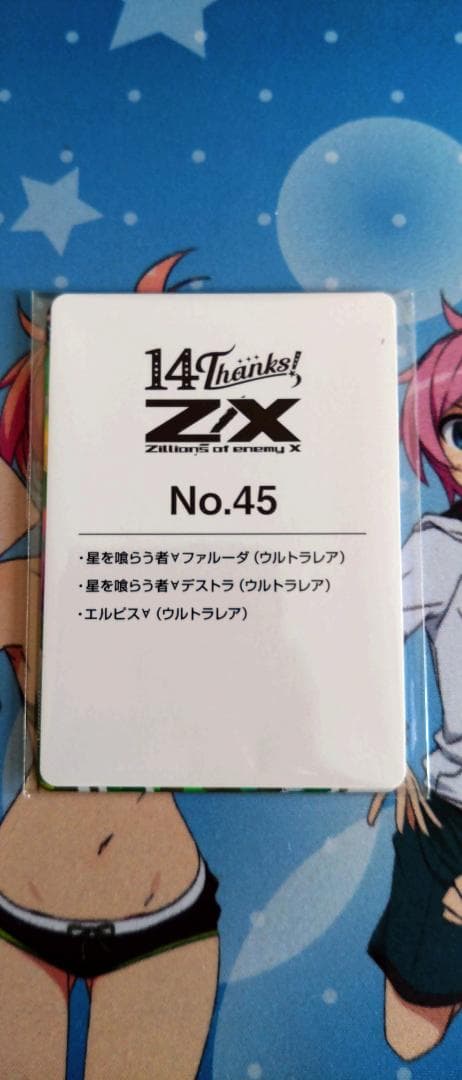 14 Thanks!
Z/X
Zillions of enemy X
No.45
・星を喰らう者∀ファルーダ（ウルトラレア）
・星を喰らう者∀デストラ（ウルトラレア）
・エルピス∀（ウルトラレア）